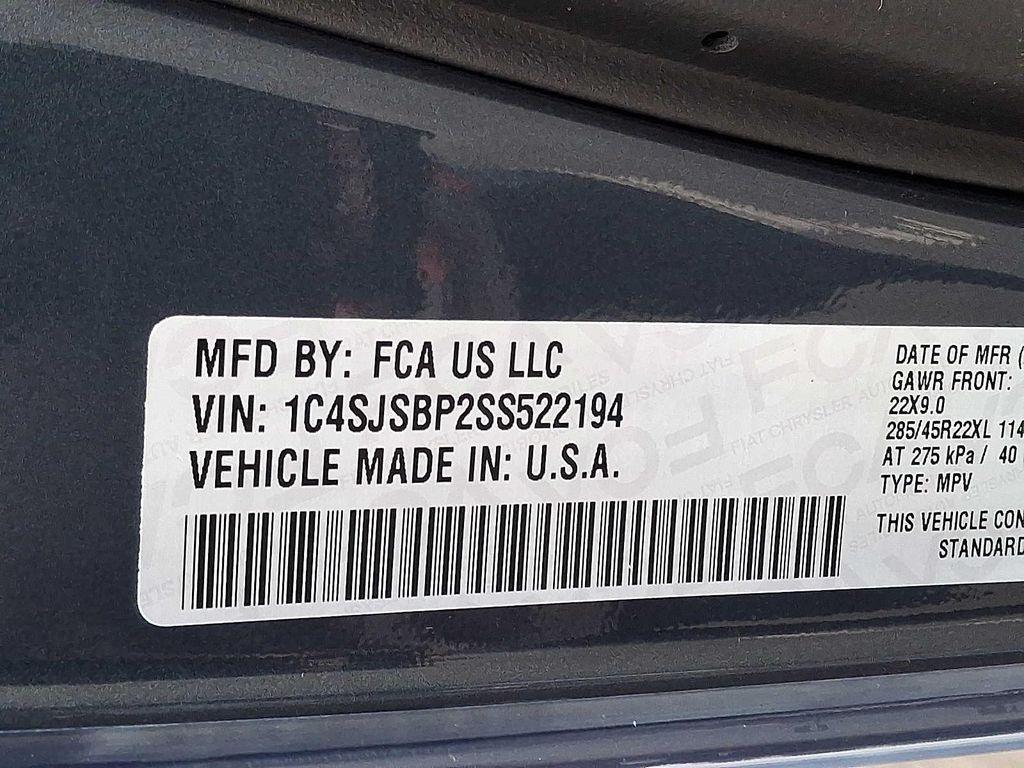 MFD BY: FCA US LLC
VIN: 1C4SJSBP2SS522194
VEHICLE MADE IN: U.S.A.
DATE OF MFR (
GAWR FRONT:
22X9.0
285/45R22XL 114
AT 275 kPa / 40
TYPE: MPV
THIS VEHICLE CON
STANDARD